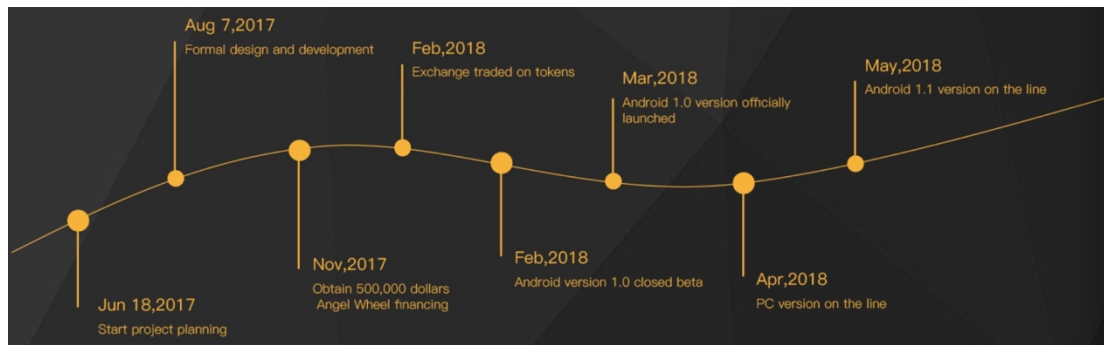 Aug 7,2017
Formal design and development
Feb,2018
Exchange traded on tokens
Mar,2018
Android 1.0 version officially
launched
May,2018
Android 1.1 version on the line
Jun 18,2017
Start project planning
Nov,2017
Obtain 500,000 dollars
Angel Wheel financing
Feb,2018
Android version 1.0 closed beta
Apr,2018
PC version on the line